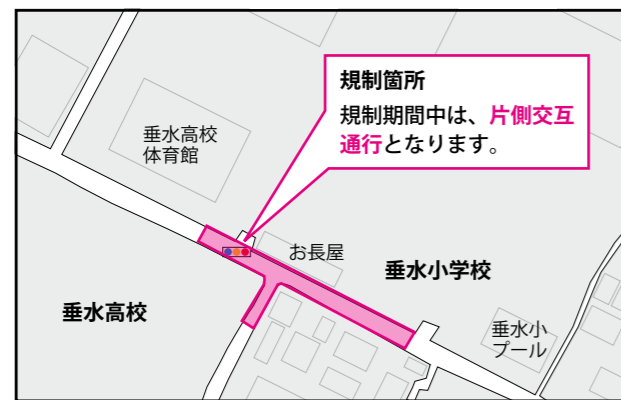 規制箇所
規制期間中は、片側交互
通行となります。
垂水高校
体育館
お長屋
垂水小学校
垂水高校
垂水小
プール